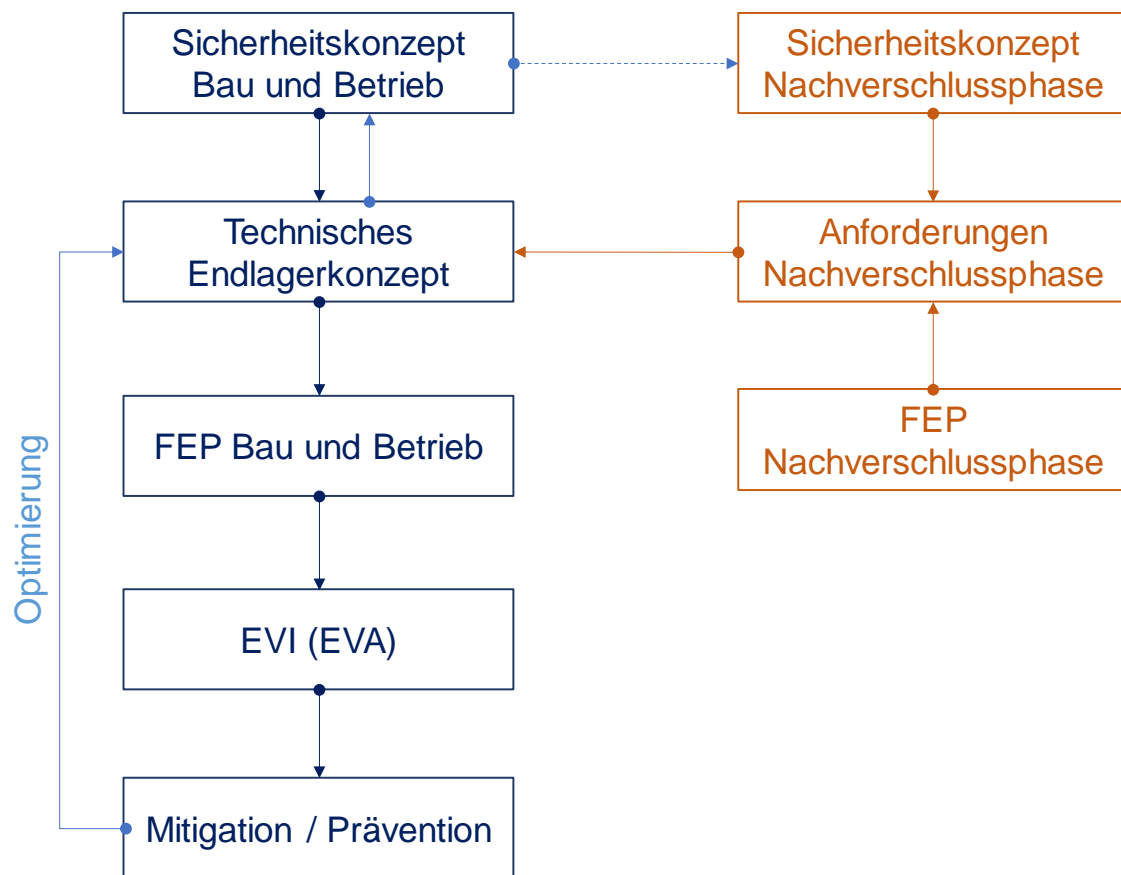 Sicherheitskonzept
Bau und Betrieb
Sicherheitskonzept
Nachverschlussphase
Technisches
Endlagerkonzept
Anforderungen
Nachverschlussphase
FEP Bau und Betrieb
FEP
Nachverschlussphase
Optimierung
EVI (EVA)
Mitigation / Prävention